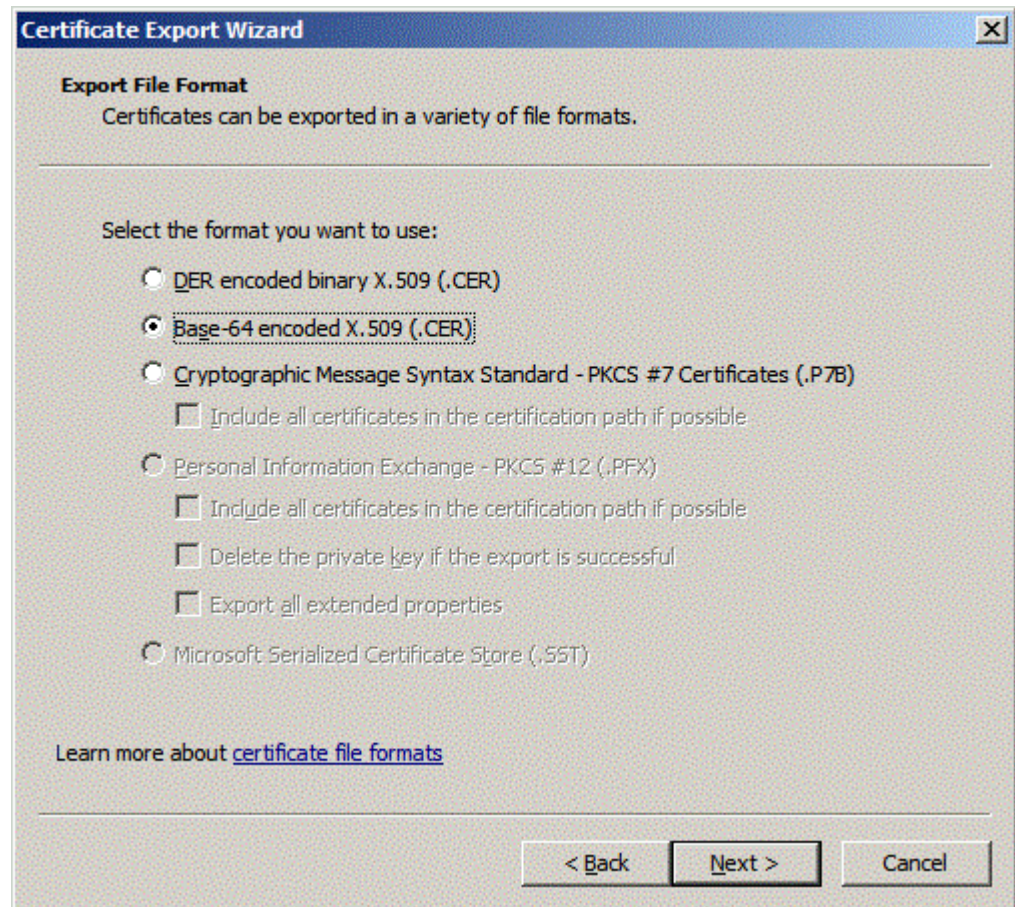 Certificate Export Wizard
Export File Format
Certificates can be exported in a variety of file formats.
Select the format you want to use:
DER encoded binary X.509 (.CER)
Base-64 encoded X.509 (.CER)
Cryptographic Message Syntax Standard - PKCS #7 Certificates (.P7B)
Include all certificates in the certification path if possible
Personal Information Exchange - PKCS #12 (.PFX)
Include all certificates in the certification path if possible
Delete the private key if the export is successful
Export all extended properties
Microsoft Serialized Certificate Store (.SST)
Learn more about certificate file formats
< Back Next > Cancel